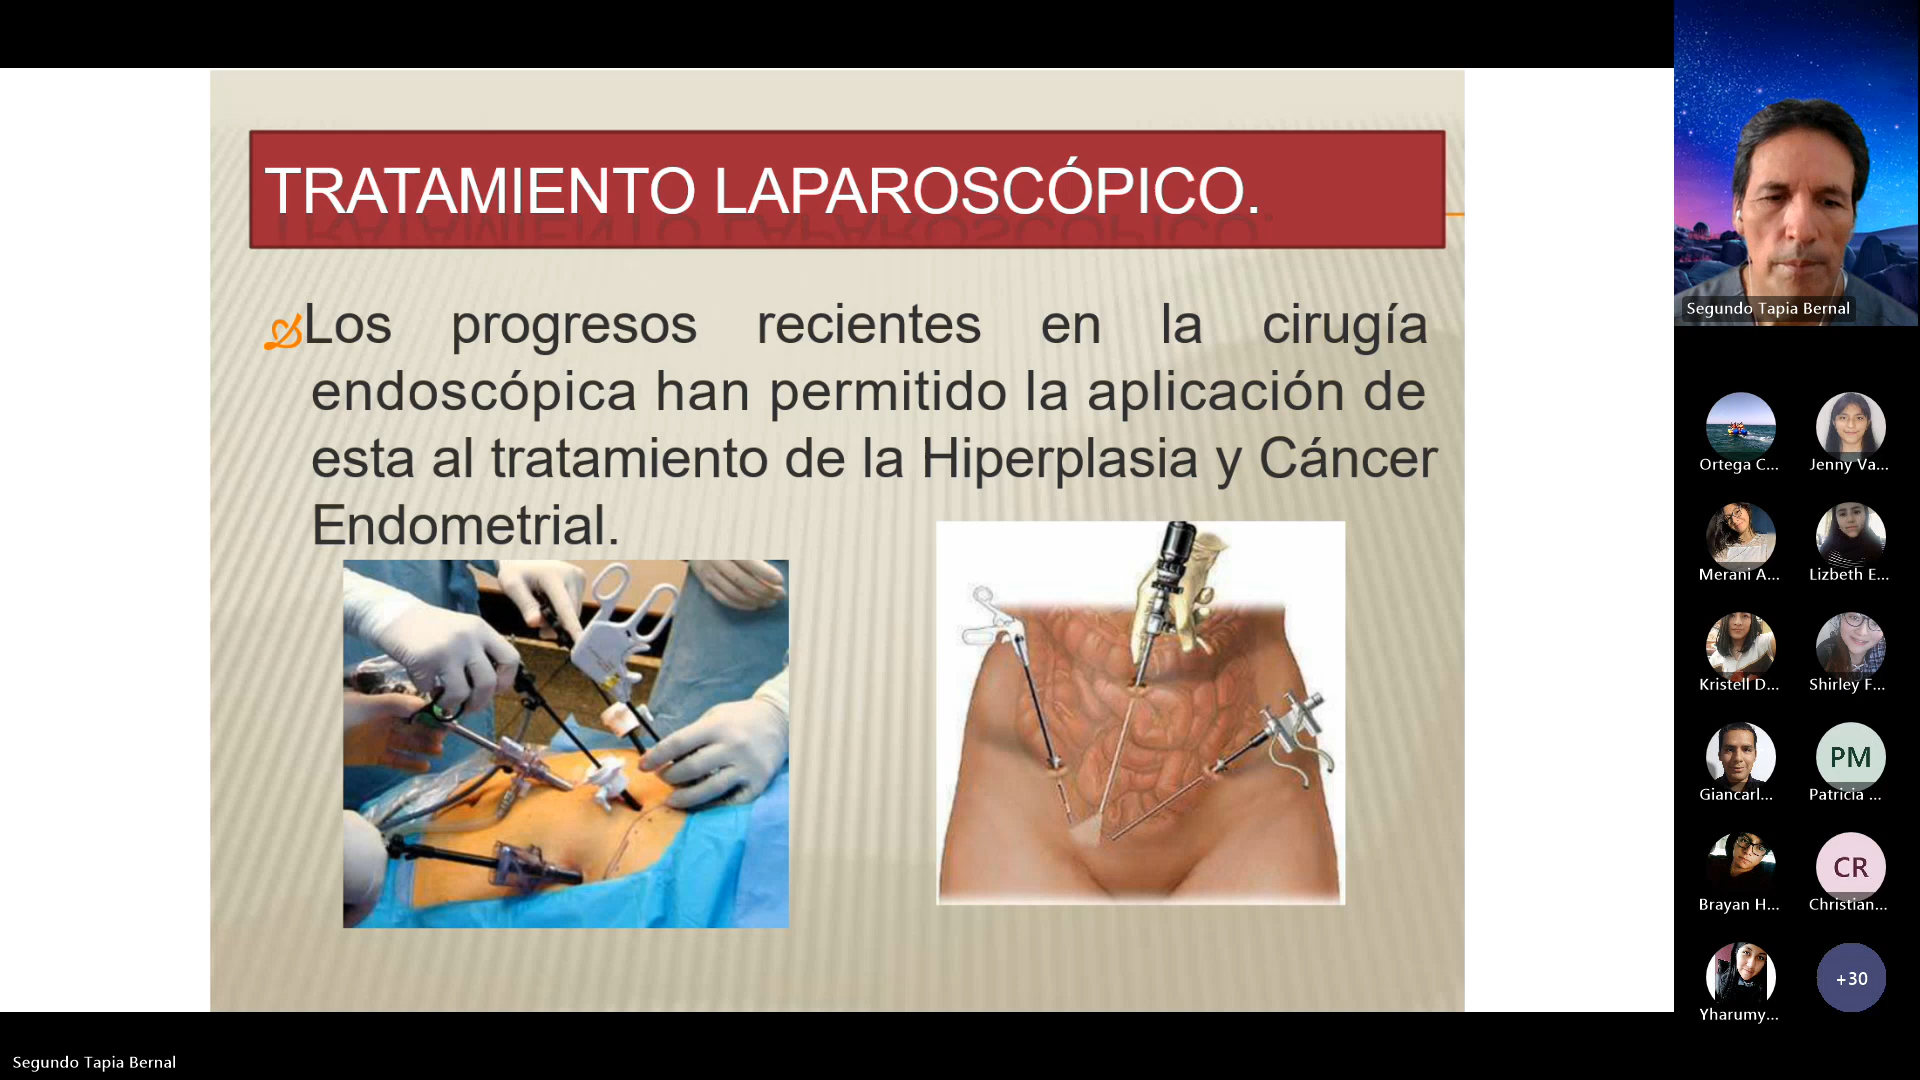 TRATAMIENTO LAPAROSCÓPICO.
Los progresos recientes en la cirugía
endoscópica han permitido la aplicación de
esta al tratamiento de la Hiperplasia y Cáncer
Endometrial.
Segundo Tapia Bernal
Ortega C...
Jenny Va...
Merani A...
Lizbeth E...
Kristell D...
Shirley F...
Giancarl...
PM
Patricia ...
Brayan H...
CR
Christian...
Yharumy...
+30
Segundo Tapia Bernal